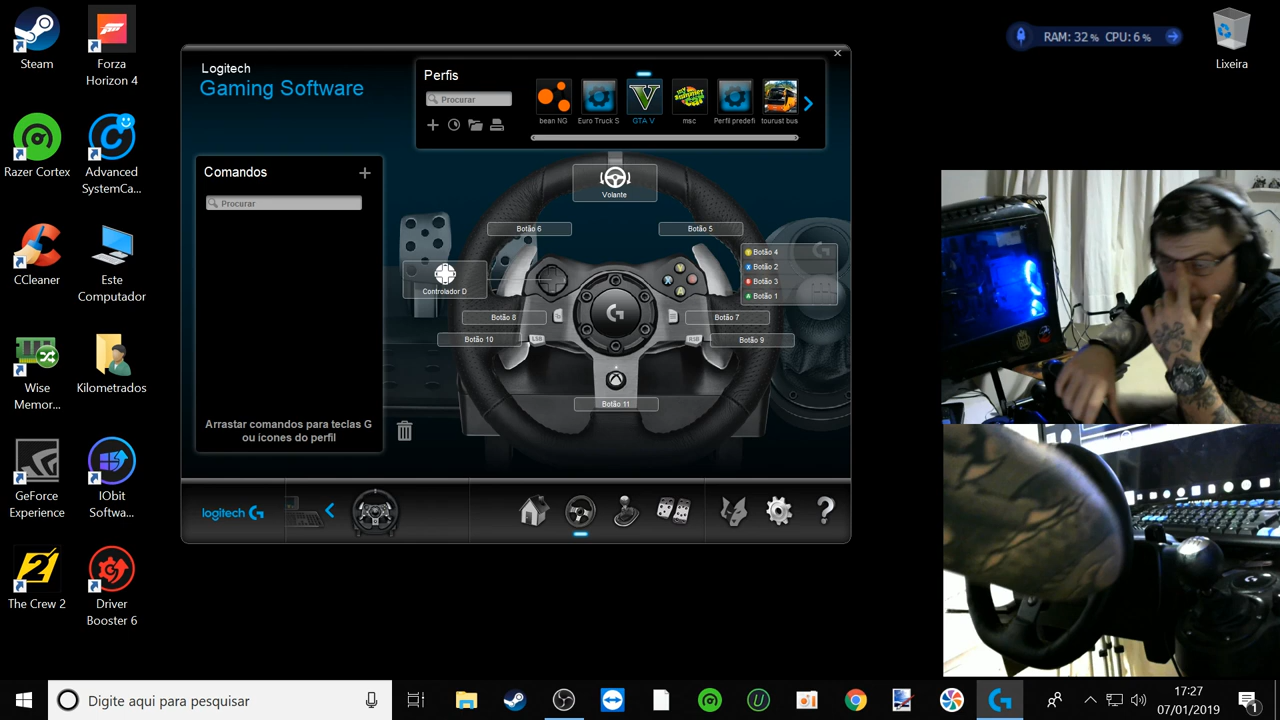 Steam
Forza
Horizon 4
Razer Cortex
Advanced
SystemCa...
CCleaner
Este
Computador
Wise
Memor...
Kilometrados
GeForce
Experience
IObit
Softwa...
The Crew 2
Driver
Booster 6
Logitech
Gaming Software
Perfis
Procurar
bean NG
Euro Truck S
GTA V
msc
Perfil predefi
tourust bus
Comandos
Procurar
Arrastar comandos para teclas G
ou ícones do perfil
Volante
Botão 6
Botão 5
Controlador D
Botão 4
Botão 2
Botão 3
Botão 1
Y
X
B
A
Botão 8
Botão 7
Botão 10
LSB
RSB
Botão 9
Botão 11
logitech G
RAM: 32% CPU: 6%
Lixeira
Digite aqui para pesquisar
17:27
07/01/2019
1